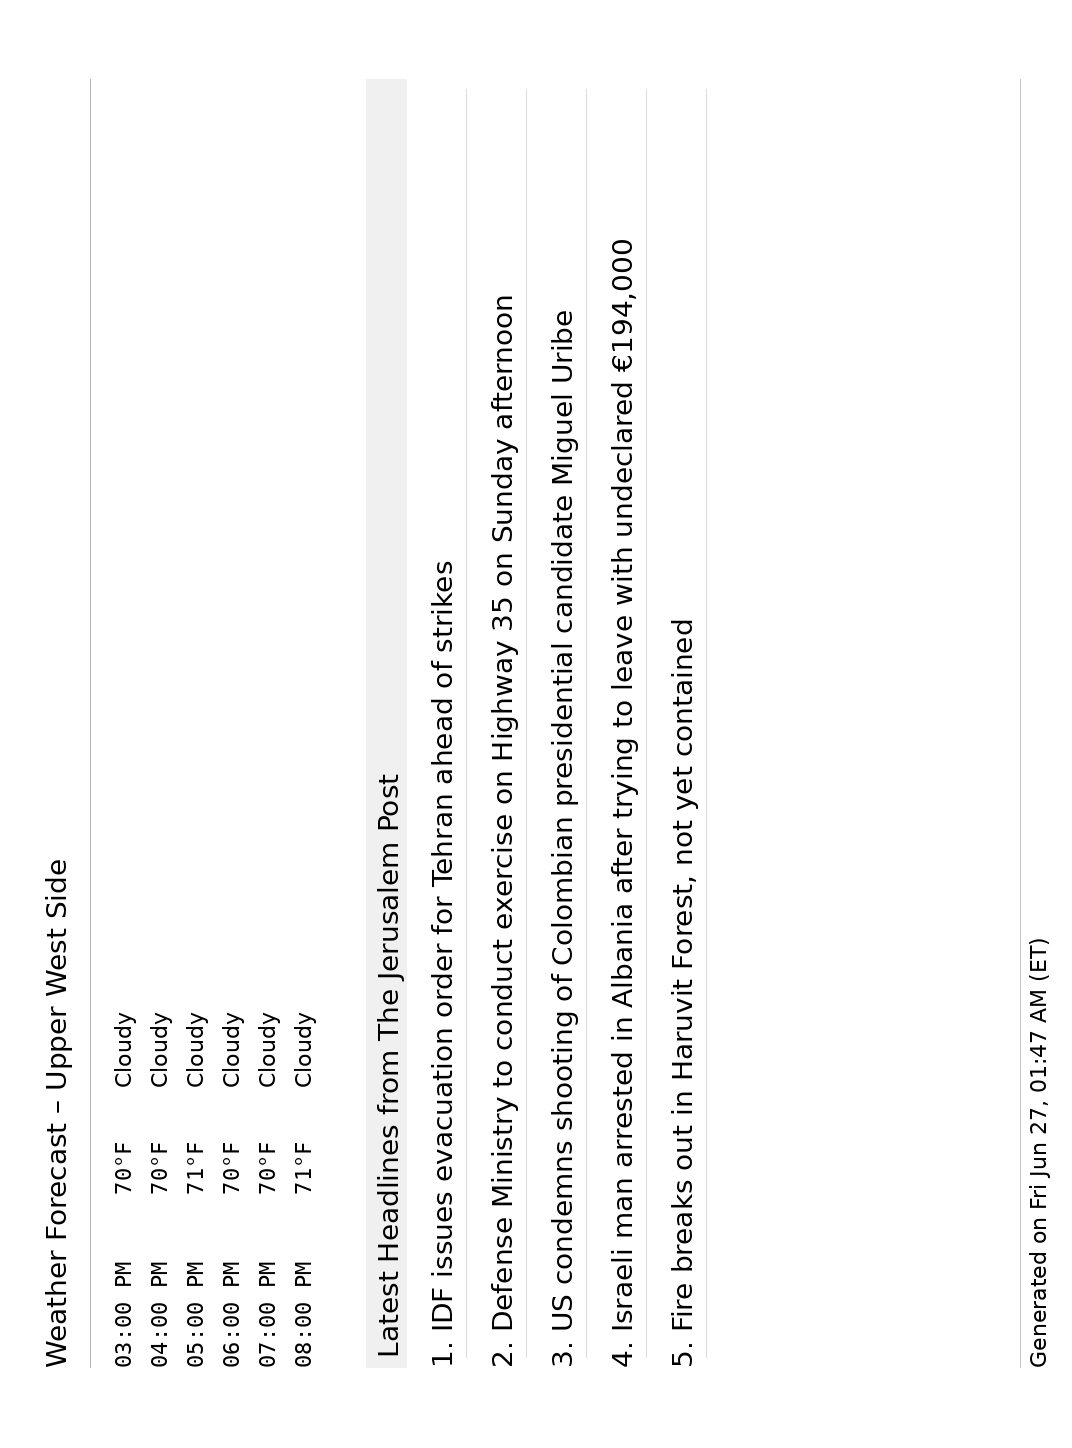 Weather Forecast – Upper West Side
03:00 PM 70°F Cloudy
04:00 PM 70°F Cloudy
05:00 PM 71°F Cloudy
06:00 PM 70°F Cloudy
07:00 PM 70°F Cloudy
08:00 PM 71°F Cloudy
Latest Headlines from The Jerusalem Post
1. IDF issues evacuation order for Tehran ahead of strikes
2. Defense Ministry to conduct exercise on Highway 35 on Sunday afternoon
3. US condemns shooting of Colombian presidential candidate Miguel Uribe
4. Israeli man arrested in Albania after trying to leave with undeclared €194,000
5. Fire breaks out in Haruvit Forest, not yet contained
Generated on Fri Jun 27, 01:47 AM (ET)